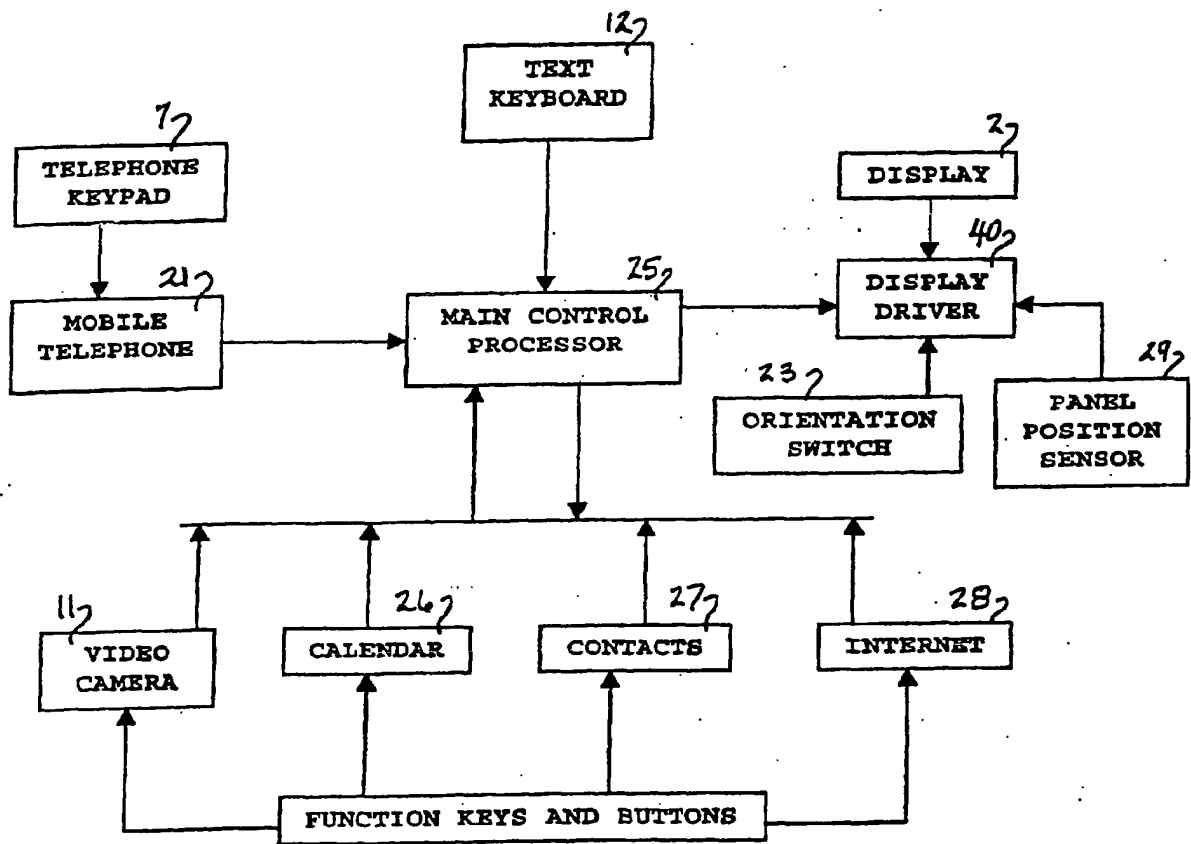 12
TEXT
KEYBOARD
7
TELEPHONE
KEYPAD
2
DISPLAY
21
MOBILE
TELEPHONE
25
MAIN CONTROL
PROCESSOR
40
DISPLAY
DRIVER
23
ORIENTATION
SWITCH
29
PANEL
POSITION
SENSOR
11
VIDEO
CAMERA
26
CALENDAR
27
CONTACTS
28
INTERNET
FUNCTION KEYS AND BUTTONS